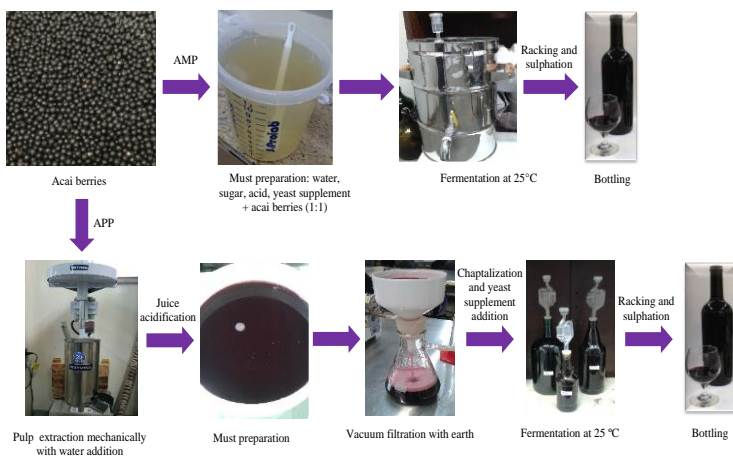 AMP
Racking and
sulphation
J.Prolab
Acai berries
Must preparation: water,
sugar, acid, yeast supplement
+ acai berries (1:1)
Fermentation at 25°C
Bottling
APP
Juice
acidification
Chaptalization
and yeast
supplement
addition
Racking and
sulphation
Pulp extraction mechanically
with water addition
Must preparation
Vacuum filtration with earth
Fermentation at 25 ºC
Bottling